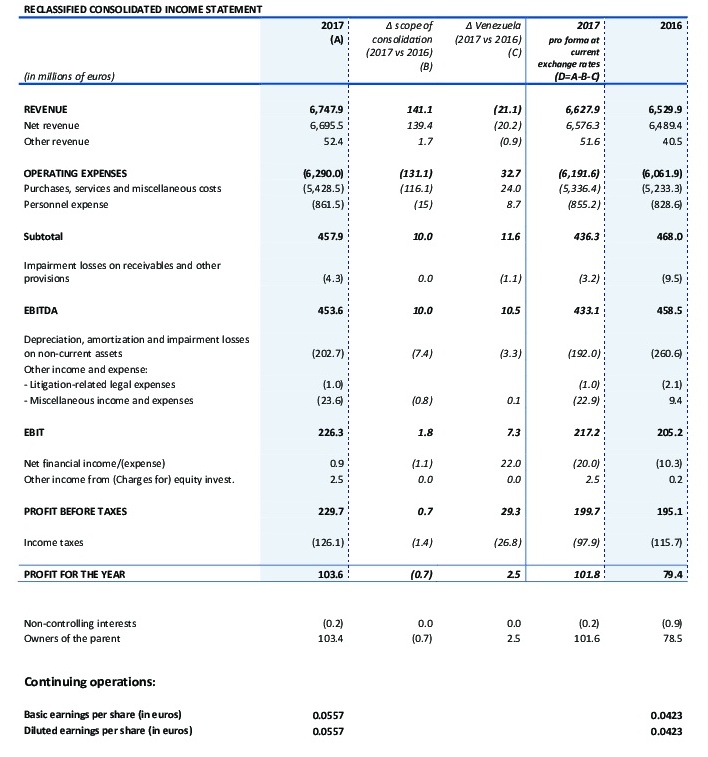 RECLASSIFIED CONSOLIDATED INCOME STATEMENT
(in millions of euros) 2017 (A) Δ scope of consolidation (2017 vs 2016) (B) Δ Venezuela (2017 vs 2016) (C) 2017 pro forma at current exchange rates (D=A-B-C) 2016
REVENUE 6,747.9 141.1 (21.1) 6,627.9 6,529.9
Net revenue 6,695.5 139.4 (20.2) 6,576.3 6,489.4
Other revenue 52.4 1.7 (0.9) 51.6 40.5
OPERATING EXPENSES (6,290.0) (131.1) 32.7 (6,191.6) (6,061.9)
Purchases, services and miscellaneous costs (5,428.5) (116.1) 24.0 (5,336.4) (5,233.3)
Personnel expense (861.5) (15) 8.7 (855.2) (828.6)
Subtotal 457.9 10.0 11.6 436.3 468.0
Impairment losses on receivables and other
provisions (4.3) 0.0 (1.1) (3.2) (9.5)
EBITDA 453.6 10.0 10.5 433.1 458.5
Depreciation, amortization and impairment losses
on non-current assets (202.7) (7.4) (3.3) (192.0) (260.6)
Other income and expense:
- Litigation-related legal expenses (1.0) (1.0) (2.1)
- Miscellaneous income and expenses (23.6) (0.8) 0.1 (22.9) 9.4
EBIT 226.3 1.8 7.3 217.2 205.2
Net financial income/(expense) 0.9 (1.1) 22.0 (20.0) (10.3)
Other income from (Charges for) equity invest. 2.5 0.0 0.0 2.5 0.2
PROFIT BEFORE TAXES 229.7 0.7 29.3 199.7 195.1
Income taxes (126.1) (1.4) (26.8) (97.9) (115.7)
PROFIT FOR THE YEAR 103.6 (0.7) 2.5 101.8 79.4
Non-controlling interests (0.2) 0.0 0.0 (0.2) (0.9)
Owners of the parent 103.4 (0.7) 2.5 101.6 78.5
Continuing operations:
Basic earnings per share (in euros) 0.0557 0.0423
Diluted earnings per share (in euros) 0.0557 0.0423